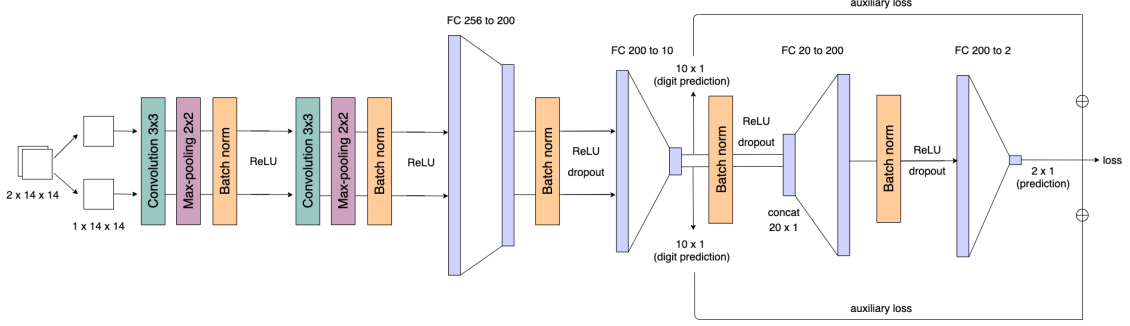 auxiliary loss
FC 256 to 200
FC 200 to 10
FC 20 to 200
FC 200 to 2
10 x 1
(digit prediction)
2 x 14 x 14
1 x 14 x 14
Convolution 3x3
Max-pooling 2x2
Batch norm
ReLU
Convolution 3x3
Max-pooling 2x2
Batch norm
ReLU
Batch norm
ReLU
dropout
Batch norm
ReLU
dropout
concat
20 x 1
Batch norm
ReLU
dropout
2 x 1
(prediction)
loss
10 x 1
(digit prediction)
auxiliary loss